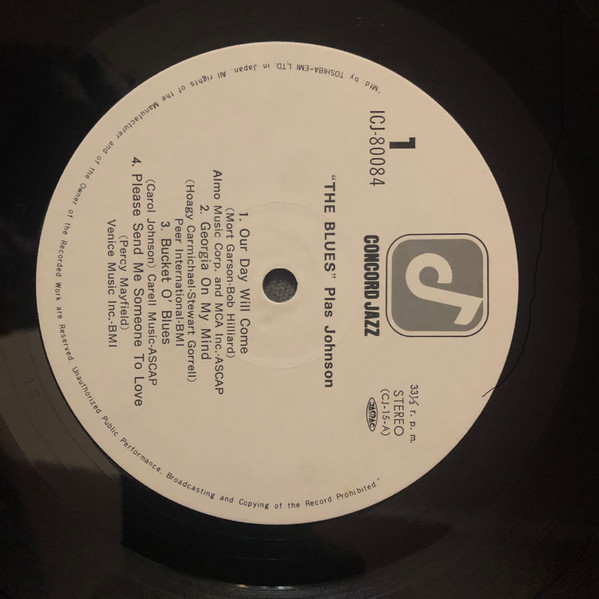 CONCORD JAZZ
1
ICJ-80084
33⅓ r. p. m.
STEREO
(CJ-15-A)
JASRAC
"THE BLUES" Plas Johnson
1. Our Day Will Come
(Mort Garson-Bob Hilliard)
Almo Music Corp. and MCA Inc.-ASCAP
2. Georgia On My Mind
(Hoagy Carmichael-Stewart Gorrell)
Peer International-BMI
3. Bucket O' Blues
(Carol Johnson) Carell Music-ASCAP
4. Please Send Me Someone To Love
(Percy Mayfield)
Venice Music Inc.-BMI
"Mfd. by TOSHIBA-EMI LTD. in Japan. All rights of the Manufacturer and of the Owner of the Recorded Work are Reserved. Unauthorized Public Performance, Broadcasting and Copying of the Record Prohibited."